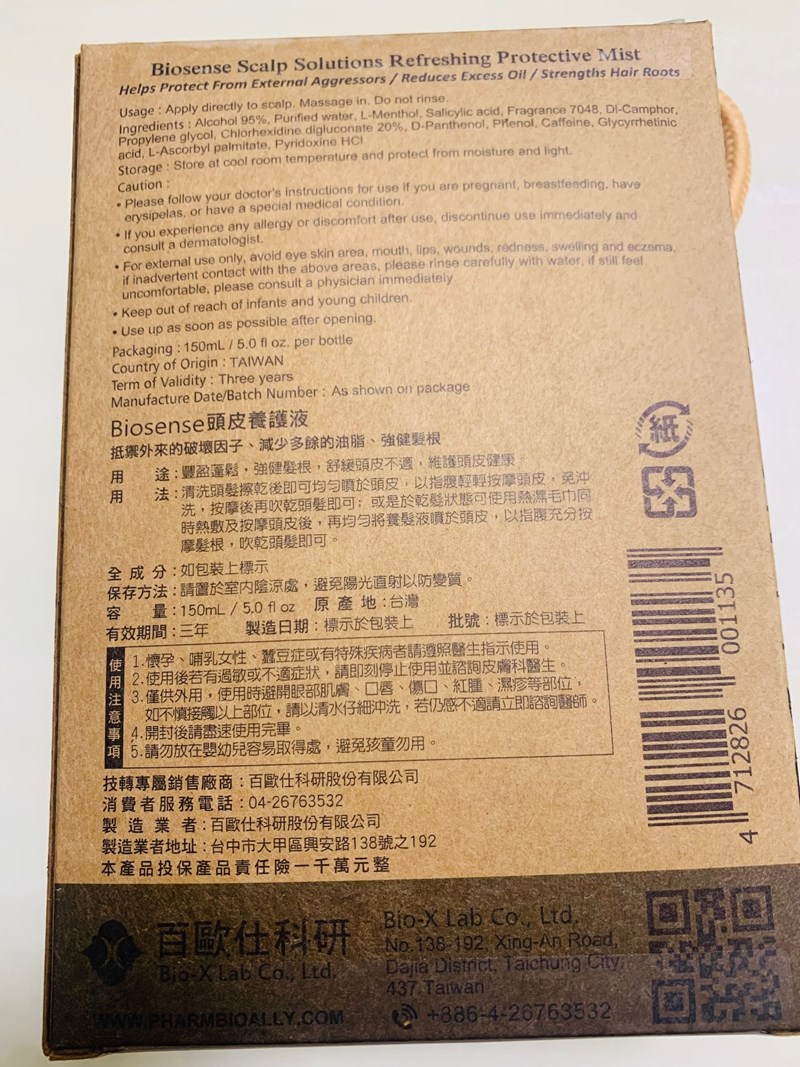 Biosense Scalp Solutions Refreshing Protective Mist
Helps Protect From External Aggressors / Reduces Excess Oil / Strengths Hair Roots
Usage : Apply directly to scalp. Massage in. Do not rinse.
Ingredients : Alcohol 95%, Purified water, L-Menthol, Salicylic acid, Fragrance 7048, Dl-Camphor,
Propylene glycol, Chlorhexidine digluconate 20%, D-Panthenol, Phenol, Caffeine, Glycyrrhetinic
acid, L-Ascorbyl palmitate, Pyridoxine HCl
Storage : Store at cool room temperature and protect from moisture and light.
Caution :
• Please follow your doctor's instructions for use if you are pregnant, breastfeeding, have
erysipelas, or have a special medical condition.
• If you experience any allergy or discomfort after use, discontinue use immediately and
consult a dermatologist.
• For external use only, avoid eye skin area, mouth, lips, wounds, redness, swelling and eczema,
if inadvertent contact with the above areas, please rinse carefully with water, if still feel
uncomfortable, please consult a physician immediately
• Keep out of reach of infants and young children.
• Use up as soon as possible after opening.
Packaging : 150mL / 5.0 fl oz. per bottle
Country of Origin : TAIWAN
Term of Validity : Three years
Manufacture Date/Batch Number : As shown on package
Biosense頭皮養護液
抵禦外來的破壞因子、減少多餘的油脂、強健髮根
紙
用 途:豐盈蓬鬆,強健髮根,舒緩頭皮不適,維護頭皮健康。
用 法:清洗頭髮擦乾後即可均勻噴於頭皮,以指腹輕輕按摩頭皮,免沖
洗,按摩後再吹乾頭髮即可; 或是於乾髮狀態可使用熱濕毛巾同
時熱敷及按摩頭皮後,再均勻將養髮液噴於頭皮,以指腹充分按
摩髮根,吹乾頭髮即可。
全成分:如包裝上標示
保存方法:請置於室內陰涼處,避免陽光直射以防變質。
容 量:150mL / 5.0 fl oz 原產地:台灣
有效期間:三年 製造日期:標示於包裝上 批號:標示於包裝上
使用注意事項
1.懷孕、哺乳女性、蠶豆症或有特殊疾病者請遵照醫生指示使用。
2.使用後若有過敏或不適症狀,請即刻停止使用並諮詢皮膚科醫生。
3.僅供外用,使用時避開眼部肌膚、口唇、傷口、紅腫、濕疹等部位,
如不慎接觸以上部位,請以清水仔細沖洗,若仍感不適請立即諮詢醫師。
4.開封後請盡速使用完畢。
5.請勿放在嬰幼兒容易取得處,避免孩童勿用。
4 712826 001135
技轉專屬銷售廠商:百歐仕科研股份有限公司
消費者服務電話:04-26763532
製造業者:百歐仕科研股份有限公司
製造業者地址:台中市大甲區興安路138號之192
本產品投保產品責任險一千萬元整
百歐仕科研
Bio-X Lab Co., Ltd.
WWW.PHARMBIOALLY.COM
Bio-X Lab Co., Ltd.
No.138-192, Xing-An Road,
Dajia District, Taichung City,
437 Taiwan
+886-4-26763532